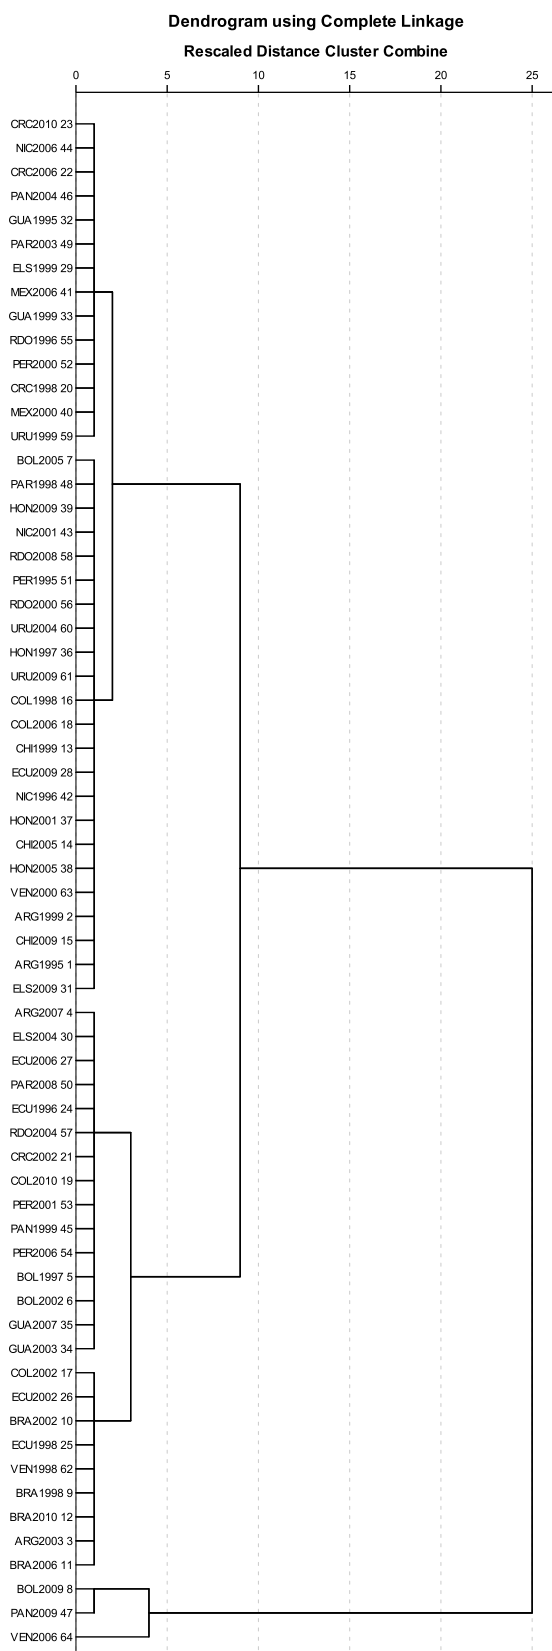 Dendrogram using Complete Linkage
Rescaled Distance Cluster Combine
0 5 10 15 20 25
CRC2010 23
NIC2006 44
CRC2006 22
PAN2004 46
GUA1995 32
PAR2003 49
ELS1999 29
MEX2006 41
GUA1999 33
RDO1996 55
PER2000 52
CRC1998 20
MEX2000 40
URU1999 59
BOL2005 7
PAR1998 48
HON2009 39
NIC2001 43
RDO2008 58
PER1995 51
RDO2000 56
URU2004 60
HON1997 36
URU2009 61
COL1998 16
COL2006 18
CHI1999 13
ECU2009 28
NIC1996 42
HON2001 37
CHI2005 14
HON2005 38
VEN2000 63
ARG1999 2
CHI2009 15
ARG1995 1
ELS2009 31
ARG2007 4
ELS2004 30
ECU2006 27
PAR2008 50
ECU1996 24
RDO2004 57
CRC2002 21
COL2010 19
PER2001 53
PAN1999 45
PER2006 54
BOL1997 5
BOL2002 6
GUA2007 35
GUA2003 34
COL2002 17
ECU2002 26
BRA2002 10
ECU1998 25
VEN1998 62
BRA1998 9
BRA2010 12
ARG2003 3
BRA2006 11
BOL2009 8
PAN2009 47
VEN2006 64